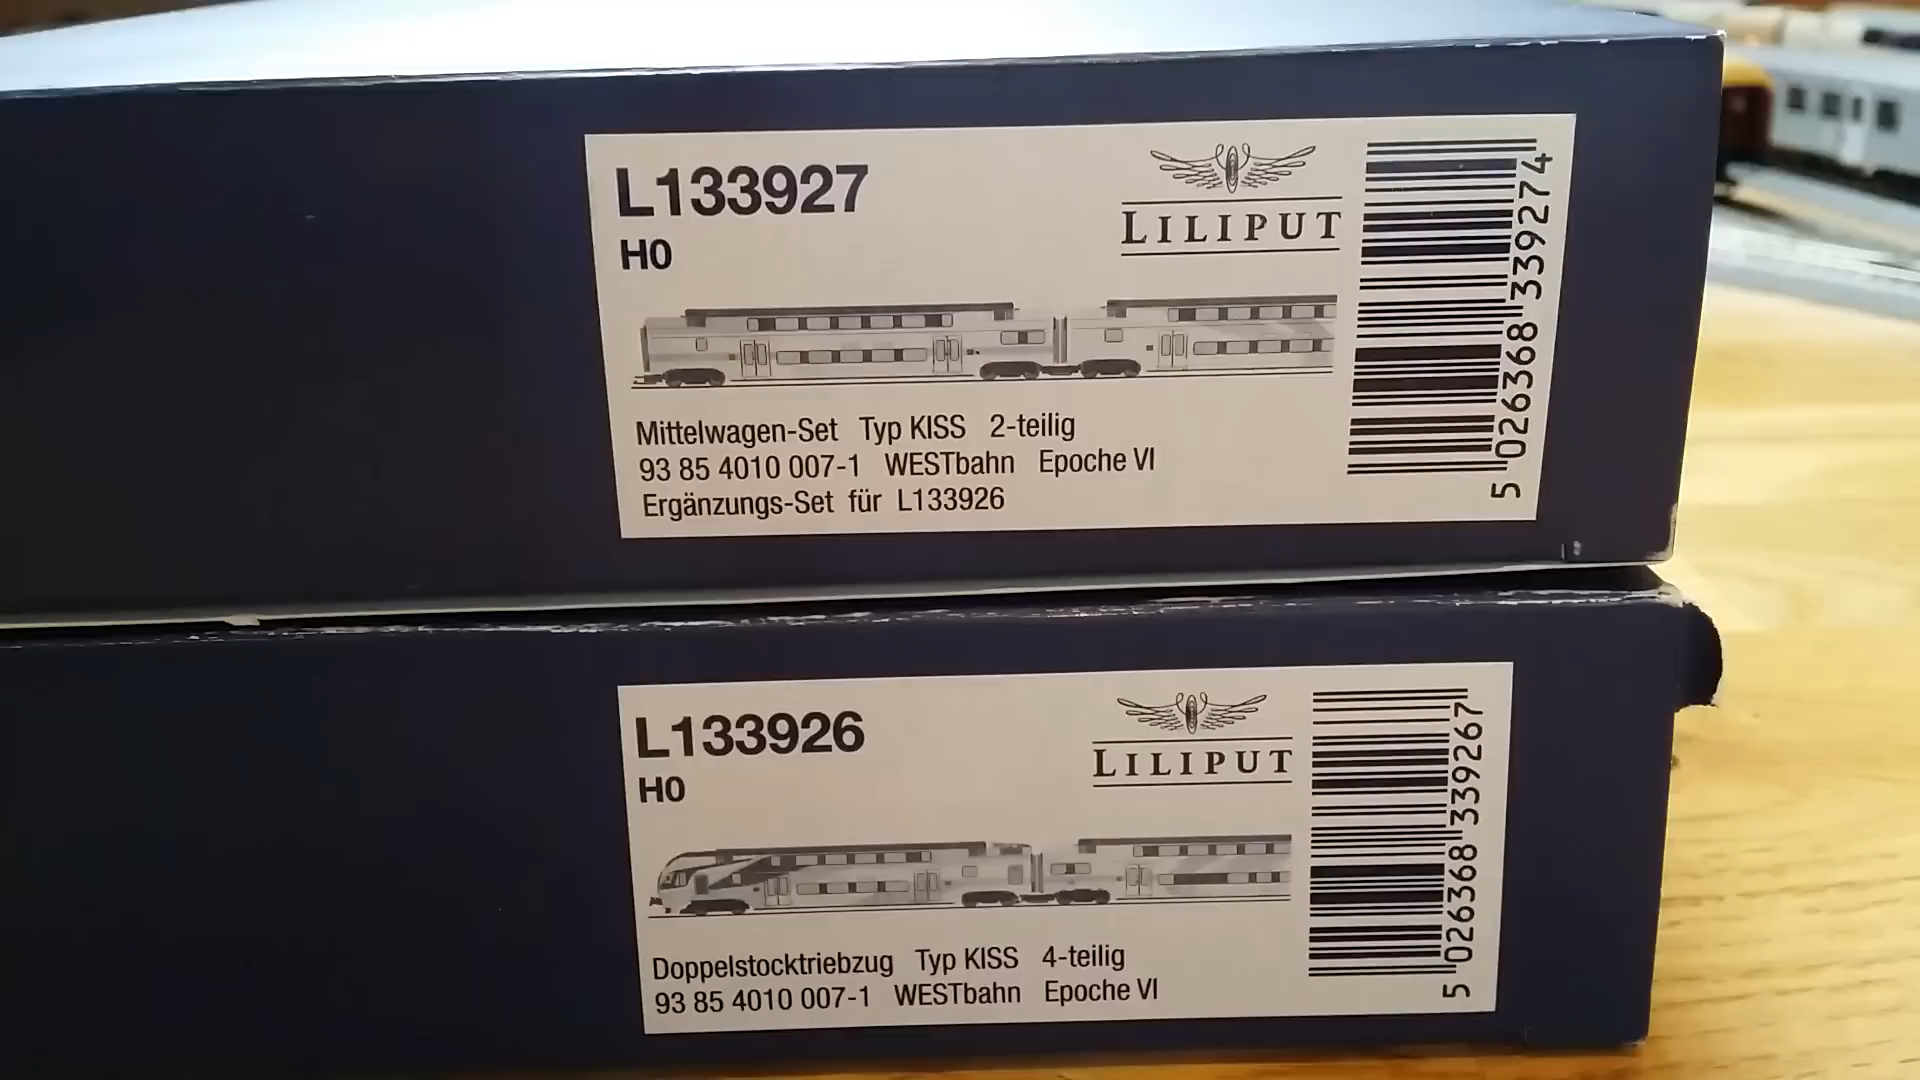 L133927
H0
LILIPUT
Mittelwagen-Set Typ KISS 2-teilig
93 85 4010 007-1 WESTbahn Epoche VI
Ergänzungs-Set für L133926
5 026368 339274
L133926
H0
LILIPUT
Doppelstocktriebzug Typ KISS 4-teilig
93 85 4010 007-1 WESTbahn Epoche VI
5 026368 339267